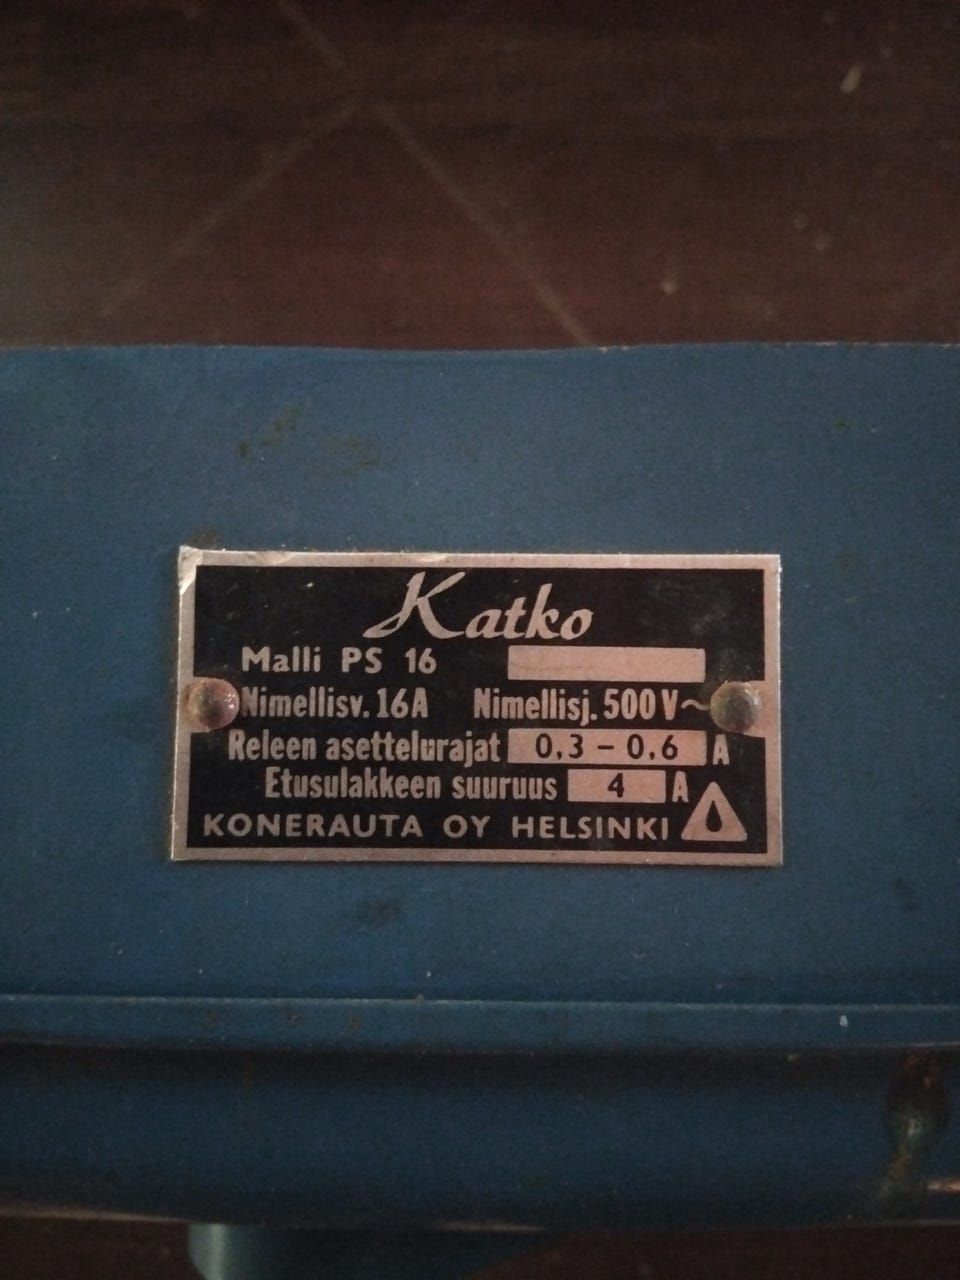 Katko
Malli PS 16
Nimellisv. 16A Nimellisj. 500 V~
Releen asettelurajat 0,3 – 0,6 A
Etusulakkeen suuruus 4 A
KONERAUTA OY HELSINKI